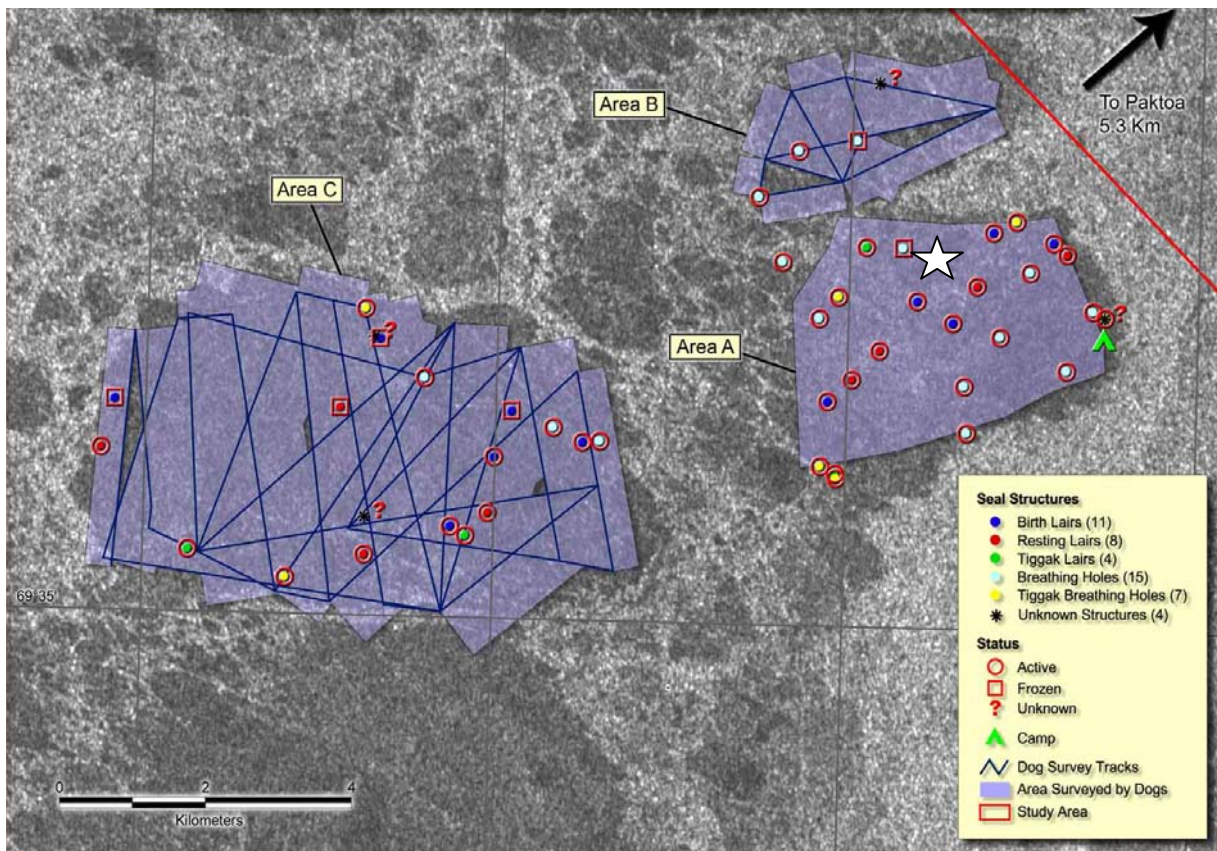 Area B
?
To Paktoa
5.3 Km
Area C
Area A
?
?
?
69°35'
0 2 4
Kilometers
Seal Structures
Birth Lairs (11)
Resting Lairs (8)
Tiggak Lairs (4)
Breathing Holes (15)
Tiggak Breathing Holes (7)
Unknown Structures (4)
Status
Active
Frozen
? Unknown
Camp
Dog Survey Tracks
Area Surveyed by Dogs
Study Area